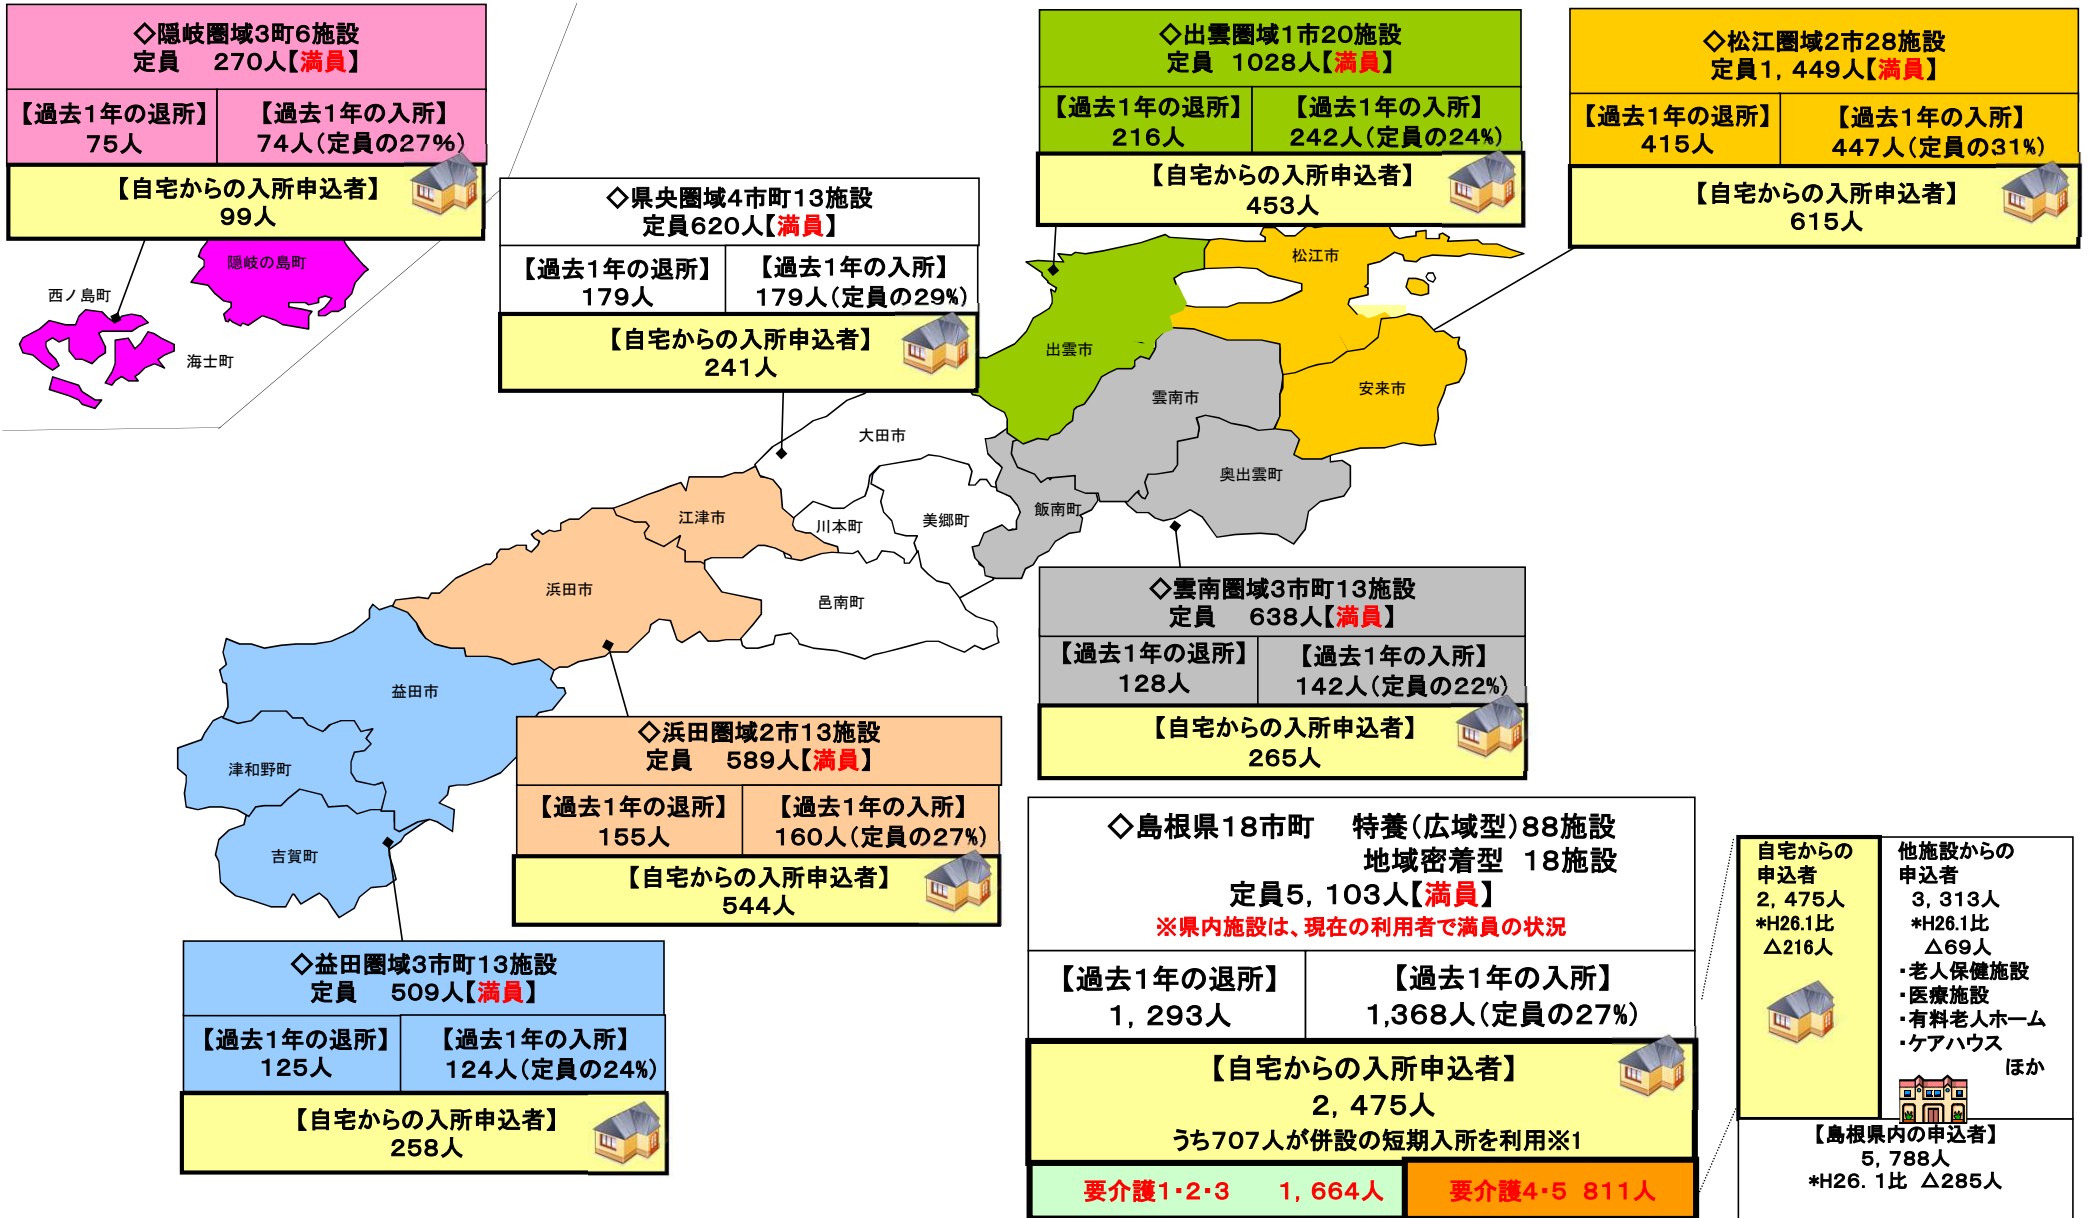 ◇隠岐圏域3町6施設
定員 270人【満員】
【過去1年の退所】
75人
【過去1年の入所】
74人(定員の27%)
【自宅からの入所申込者】
99人
◇出雲圏域1市20施設
定員 1028人【満員】
【過去1年の退所】
216人
【過去1年の入所】
242人(定員の24%)
【自宅からの入所申込者】
453人
◇松江圏域2市28施設
定員1,449人【満員】
【過去1年の退所】
415人
【過去1年の入所】
447人(定員の31%)
【自宅からの入所申込者】
615人
◇県央圏域4市町13施設
定員620人【満員】
【過去1年の退所】
179人
【過去1年の入所】
179人(定員の29%)
【自宅からの入所申込者】
241人
隠岐の島町
西ノ島町
海士町
松江市
出雲市
安来市
雲南市
大田市
奥出雲町
飯南町
江津市
川本町
美郷町
浜田市
邑南町
益田市
津和野町
吉賀町
◇雲南圏域3市町13施設
定員 638人【満員】
【過去1年の退所】
128人
【過去1年の入所】
142人(定員の22%)
【自宅からの入所申込者】
265人
◇浜田圏域2市13施設
定員 589人【満員】
【過去1年の退所】
155人
【過去1年の入所】
160人(定員の27%)
【自宅からの入所申込者】
544人
◇益田圏域3市町13施設
定員 509人【満員】
【過去1年の退所】
125人
【過去1年の入所】
124人(定員の24%)
【自宅からの入所申込者】
258人
◇島根県18市町 特養(広域型)88施設
地域密着型 18施設
定員5,103人【満員】
※県内施設は、現在の利用者で満員の状況
【過去1年の退所】
1,293人
【過去1年の入所】
1,368人(定員の27%)
【自宅からの入所申込者】
2,475人
うち707人が併設の短期入所を利用※1
要介護1・2・3 1,664人
要介護4・5 811人
自宅からの
申込者
2,475人
*H26.1比
△216人
他施設からの
申込者
3,313人
*H26.1比
△69人
・老人保健施設
・医療施設
・有料老人ホーム
・ケアハウス
ほか
【島根県内の申込者】
5,788人
*H26.1比 △285人